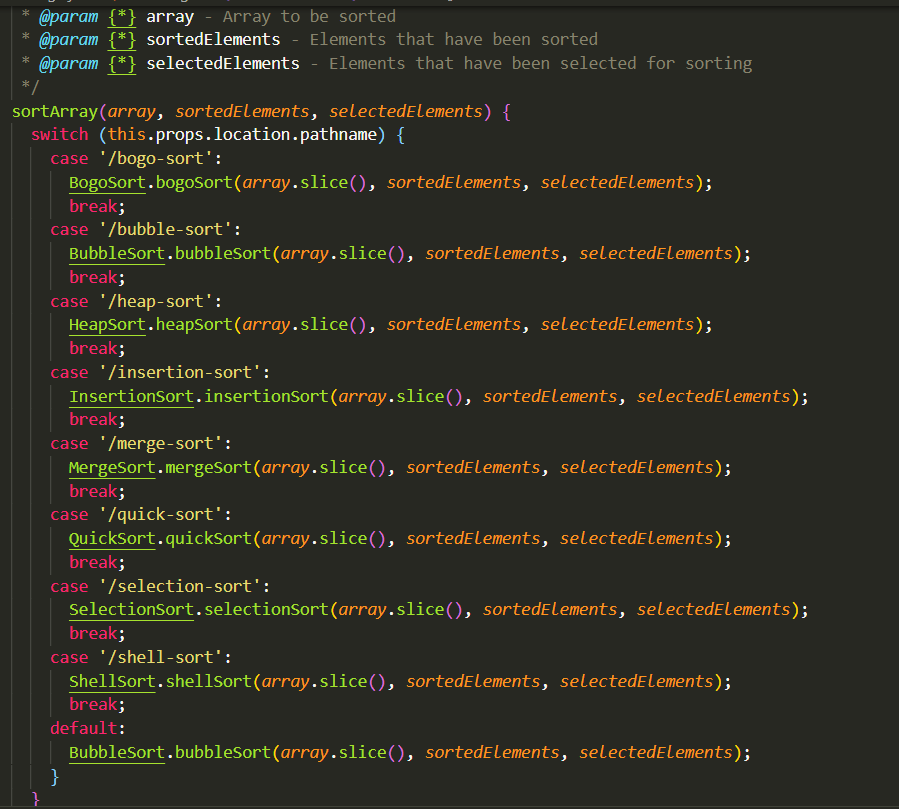 * @param {*} array - Array to be sorted
* @param {*} sortedElements - Elements that have been sorted
* @param {*} selectedElements - Elements that have been selected for sorting
*/
sortArray(array, sortedElements, selectedElements) {
switch (this.props.location.pathname) {
case '/bogo-sort':
BogoSort.bogoSort(array.slice(), sortedElements, selectedElements);
break;
case '/bubble-sort':
BubbleSort.bubbleSort(array.slice(), sortedElements, selectedElements);
break;
case '/heap-sort':
HeapSort.heapSort(array.slice(), sortedElements, selectedElements);
break;
case '/insertion-sort':
InsertionSort.insertionSort(array.slice(), sortedElements, selectedElements);
break;
case '/merge-sort':
MergeSort.mergeSort(array.slice(), sortedElements, selectedElements);
break;
case '/quick-sort':
QuickSort.quickSort(array.slice(), sortedElements, selectedElements);
break;
case '/selection-sort':
SelectionSort.selectionSort(array.slice(), sortedElements, selectedElements);
break;
case '/shell-sort':
ShellSort.shellSort(array.slice(), sortedElements, selectedElements);
break;
default:
BubbleSort.bubbleSort(array.slice(), sortedElements, selectedElements);
}
}